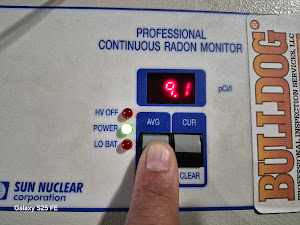 PROFESSIONAL
CONTINUOUS RADON MONITOR
9.1
pCi/l
HV OFF
POWER
LO BAT
AVG
CUR
CLEAR
SUN NUCLEAR
corporation
BULLDOG
PROFESSIONAL INSPECTION SERVICES, LLC
Galaxy S25 FE